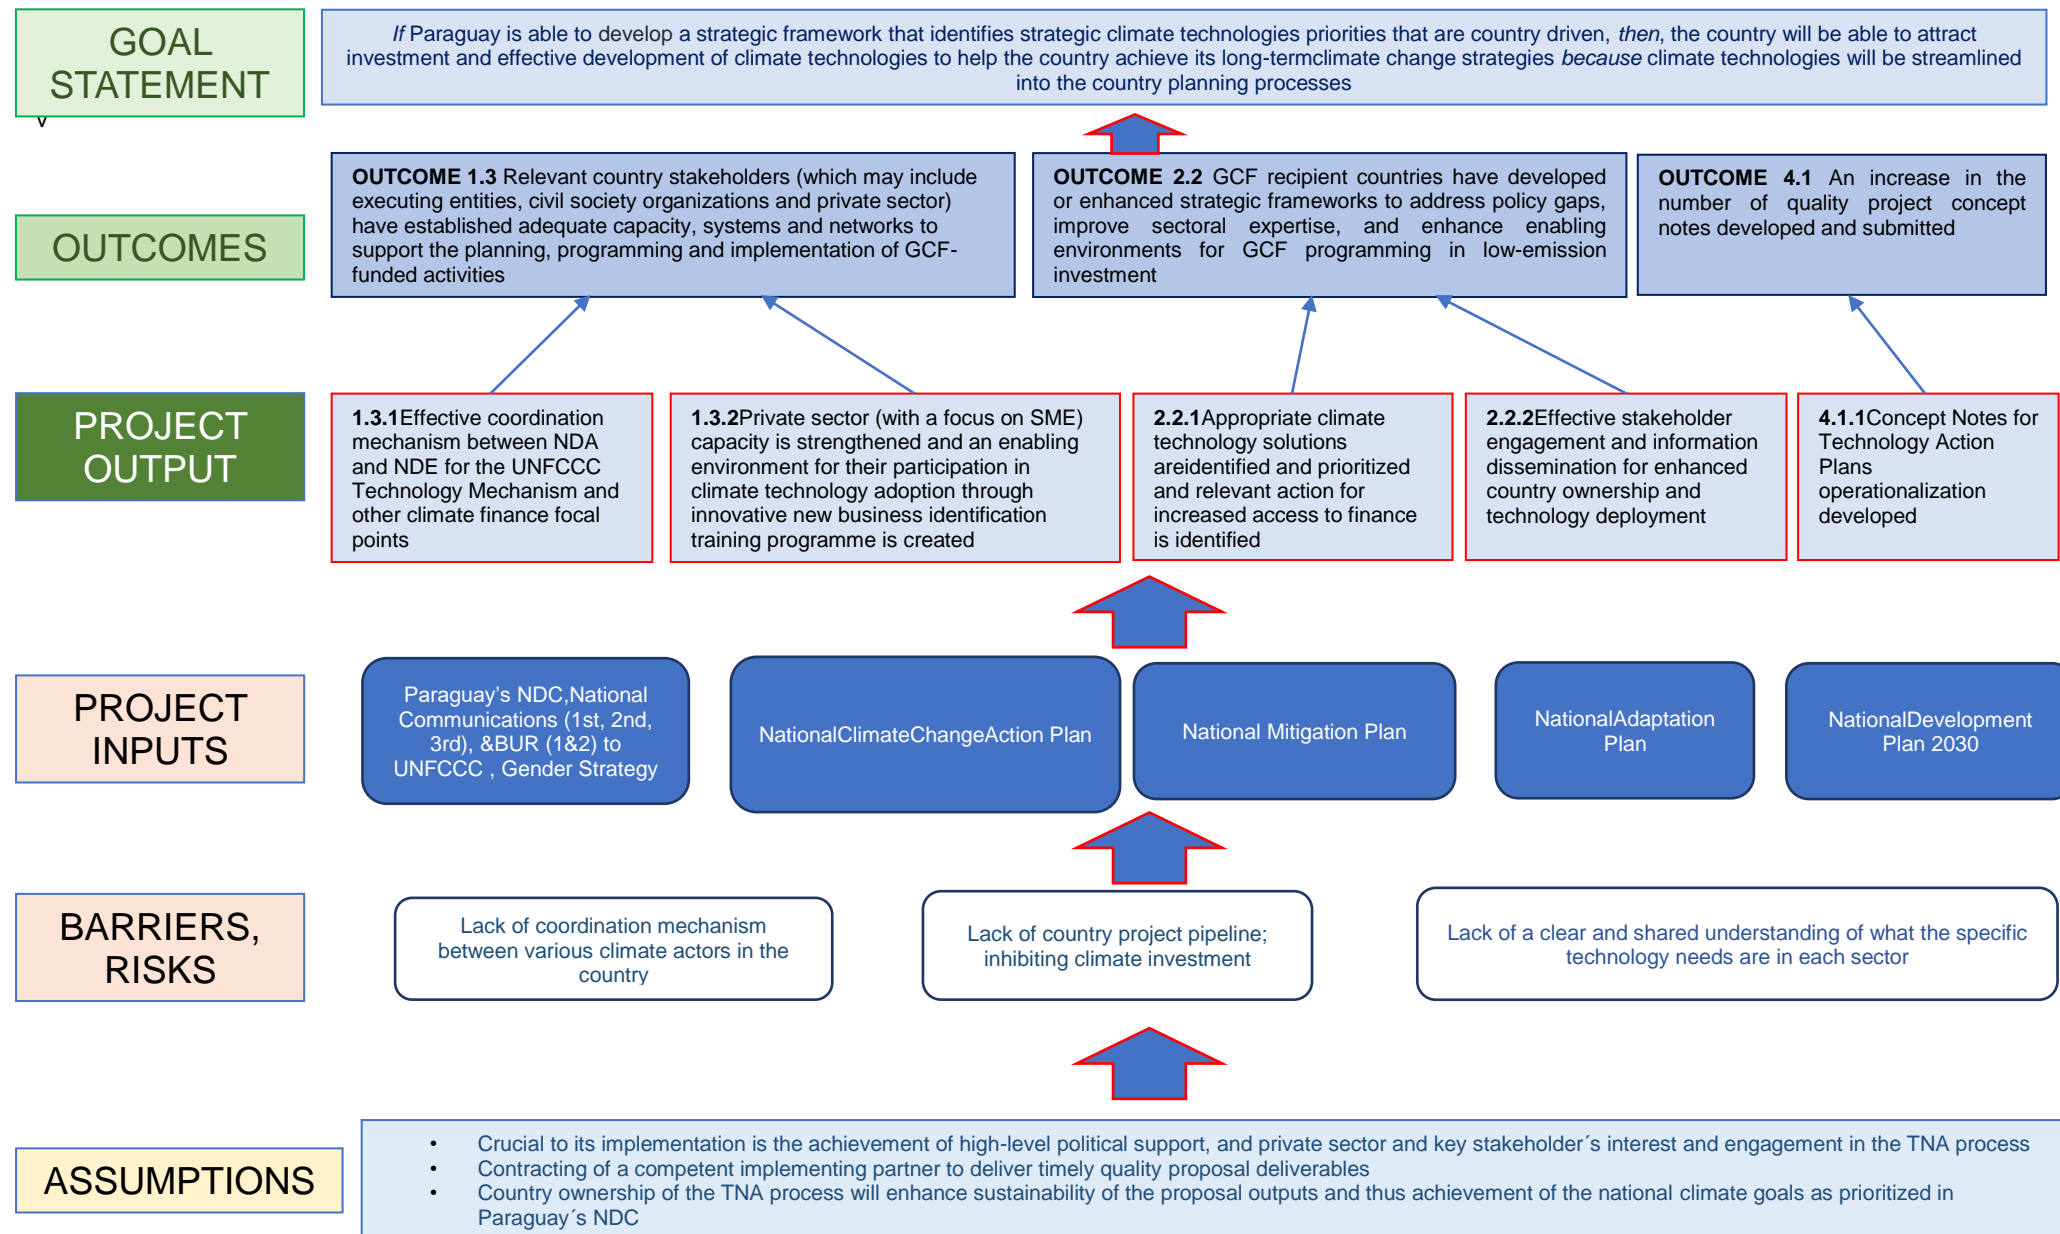 GOAL
STATEMENT
If Paraguay is able to develop a strategic framework that identifies strategic climate technologies priorities that are country driven, then, the country will be able to attract
investment and effective development of climate technologies to help the country achieve its long-termclimate change strategies because climate technologies will be streamlined
into the country planning processes
v
OUTCOMES
OUTCOME 1.3 Relevant country stakeholders (which may include
executing entities, civil society organizations and private sector)
have established adequate capacity, systems and networks to
support the planning, programming and implementation of GCF-
funded activities
OUTCOME 2.2 GCF recipient countries have developed
or enhanced strategic frameworks to address policy gaps,
improve sectoral expertise, and enhance enabling
environments for GCF programming in low-emission
investment
OUTCOME 4.1 An increase in the
number of quality project concept
notes developed and submitted
PROJECT
OUTPUT
1.3.1Effective coordination
mechanism between NDA
and NDE for the UNFCCC
Technology Mechanism and
other climate finance focal
points
1.3.2Private sector (with a focus on SME)
capacity is strengthened and an enabling
environment for their participation in
climate technology adoption through
innovative new business identification
training programme is created
2.2.1Appropriate climate
technology solutions
areidentified and prioritized
and relevant action for
increased access to finance
is identified
2.2.2Effective stakeholder
engagement and information
dissemination for enhanced
country ownership and
technology deployment
4.1.1Concept Notes for
Technology Action
Plans
operationalization
developed
PROJECT
INPUTS
Paraguay's NDC,National
Communications (1st, 2nd,
3rd), &BUR (1&2) to
UNFCCC , Gender Strategy
NationalClimateChangeAction Plan
National Mitigation Plan
NationalAdaptation
Plan
NationalDevelopment
Plan 2030
BARRIERS,
RISKS
Lack of coordination mechanism
between various climate actors in the
country
Lack of country project pipeline;
inhibiting climate investment
Lack of a clear and shared understanding of what the specific
technology needs are in each sector
ASSUMPTIONS
• Crucial to its implementation is the achievement of high-level political support, and private sector and key stakeholder´s interest and engagement in the TNA process
• Contracting of a competent implementing partner to deliver timely quality proposal deliverables
• Country ownership of the TNA process will enhance sustainability of the proposal outputs and thus achievement of the national climate goals as prioritized in
Paraguay´s NDC